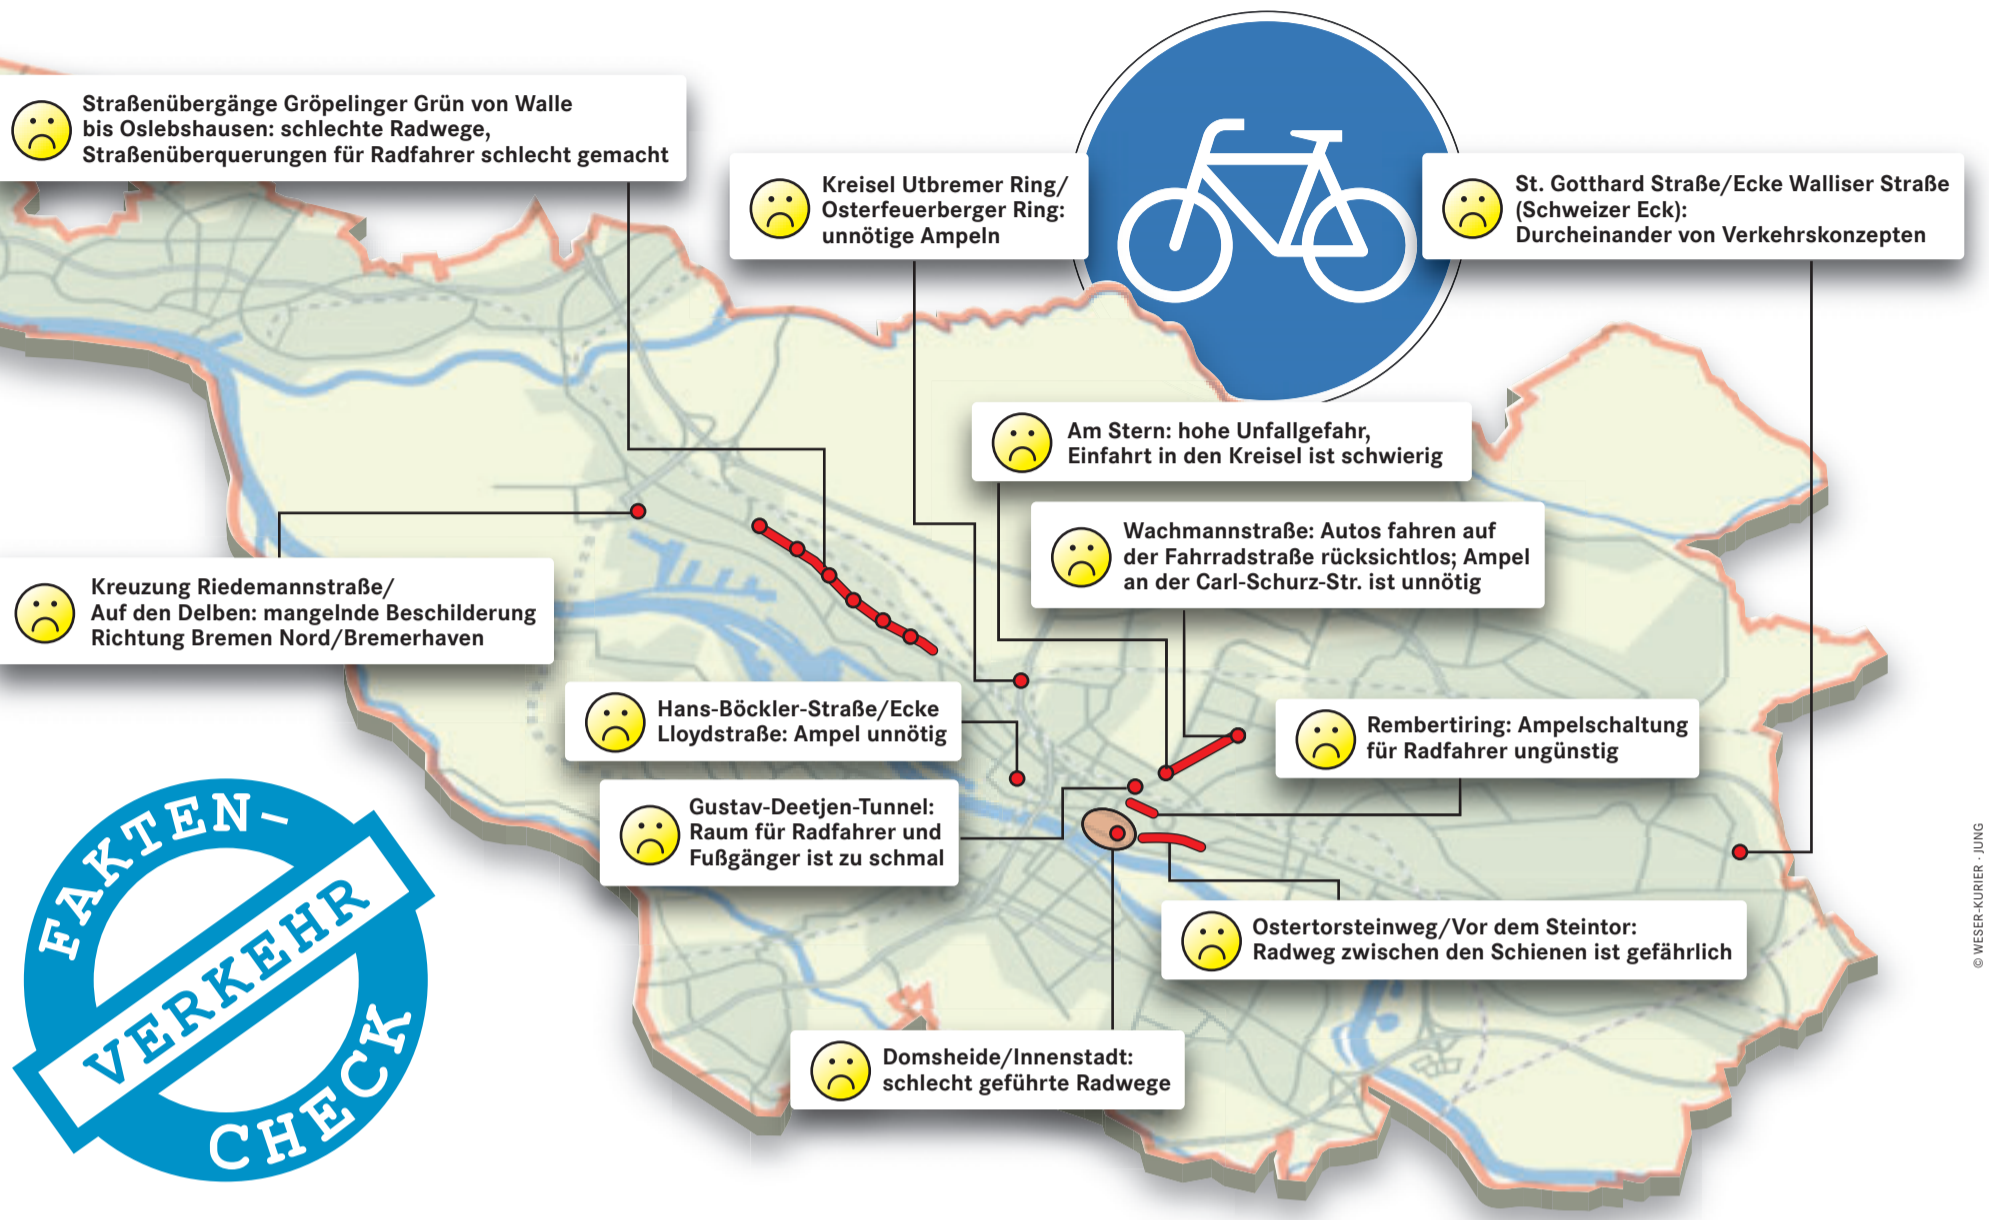 Straßenübergänge Gröpelinger Grün von Walle
bis Oslebshausen: schlechte Radwege,
Straßenüberquerungen für Radfahrer schlecht gemacht
Kreisel Utbremer Ring/
Osterfeuerberger Ring:
unnötige Ampeln
St. Gotthard Straße/Ecke Walliser Straße
(Schweizer Eck):
Durcheinander von Verkehrskonzepten
Am Stern: hohe Unfallgefahr,
Einfahrt in den Kreisel ist schwierig
Wachmannstraße: Autos fahren auf
der Fahrradstraße rücksichtlos; Ampel
an der Carl-Schurz-Str. ist unnötig
Kreuzung Riedemannstraße/
Auf den Delben: mangelnde Beschilderung
Richtung Bremen Nord/Bremerhaven
Hans-Böckler-Straße/Ecke
Lloydstraße: Ampel unnötig
Rembertiring: Ampelschaltung
für Radfahrer ungünstig
Gustav-Deetjen-Tunnel:
Raum für Radfahrer und
Fußgänger ist zu schmal
Ostertorsteinweg/Vor dem Steintor:
Radweg zwischen den Schienen ist gefährlich
Domsheide/Innenstadt:
schlecht geführte Radwege
FAKTEN-
VERKEHR
CHECK
© WESER-KURIER · JUNG